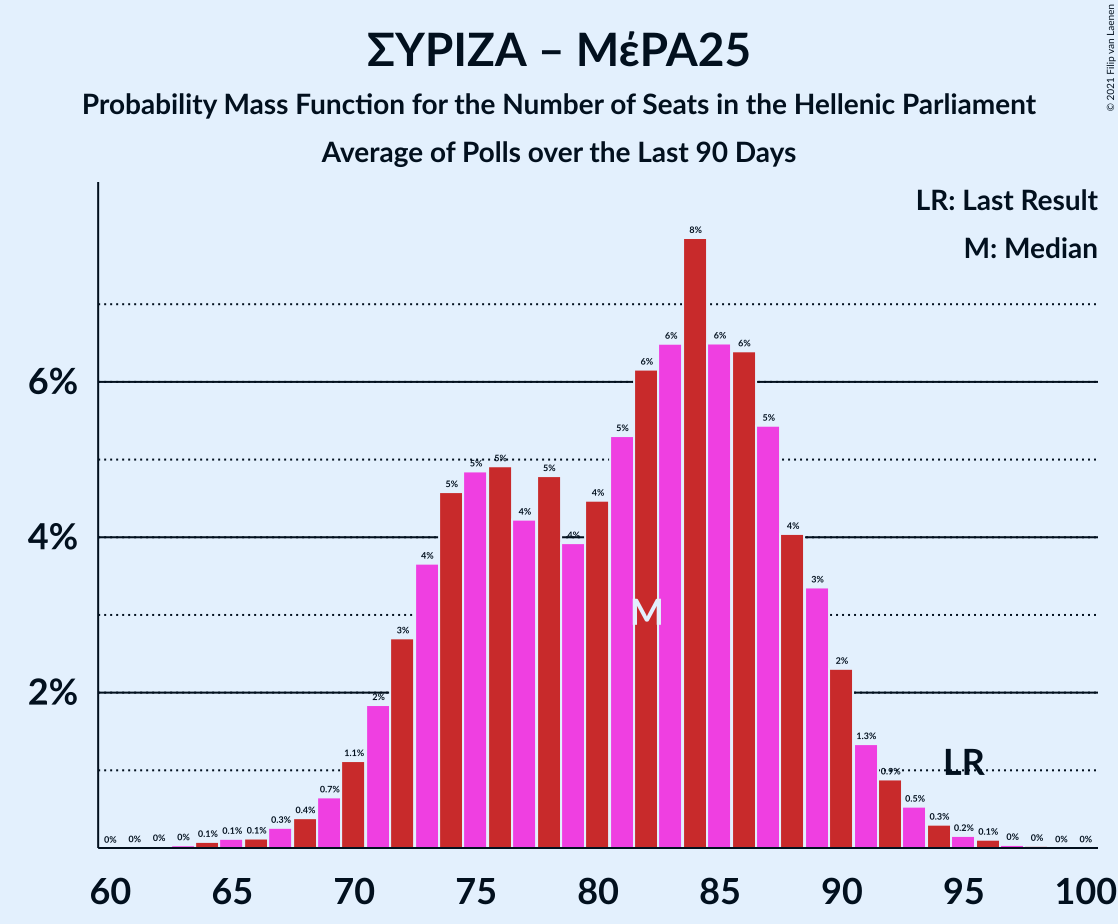 ΣΥΡΙΖΑ – ΜέΡΑ25
Probability Mass Function for the Number of Seats in the Hellenic Parliament
Average of Polls over the Last 90 Days
© 2021 Filip van Laenen
LR: Last Result
M: Median
8%
6% 6% 6%
6% 6%
6%
5% 5%
5% 5% 5% 5%
4% 4%
4% 4% 4%
4%
3%
M
3%
2%
2%
2%
1.3%
1.1% LR
0.9%
0.7%
0.5%
0.4%
0.3% 0.3%
0% 0% 0% 0% 0.1% 0.1% 0.1% 0.2% 0.1% 0% 0% 0% 0%
60 65 70 75 80 85 90 95 100